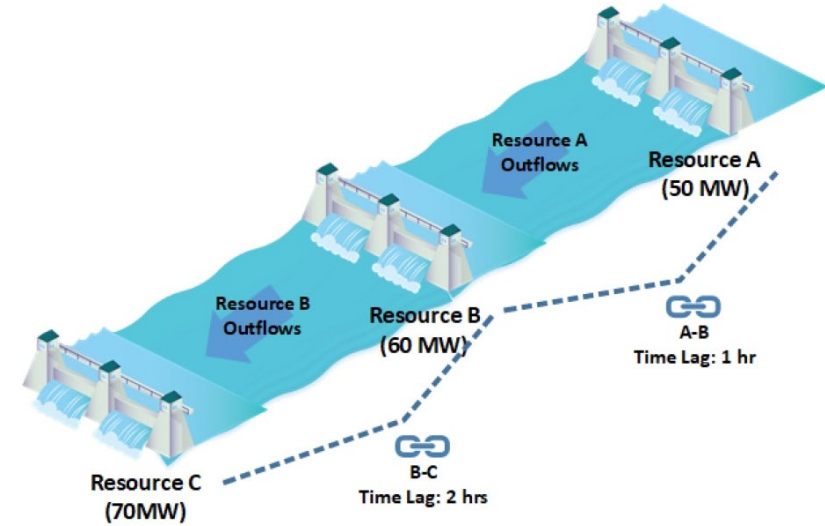 Resource A
Outflows
Resource A
(50 MW)
Resource B
Outflows
Resource B
(60 MW)
A-B
Time Lag: 1 hr
B-C
Time Lag: 2 hrs
Resource C
(70MW)